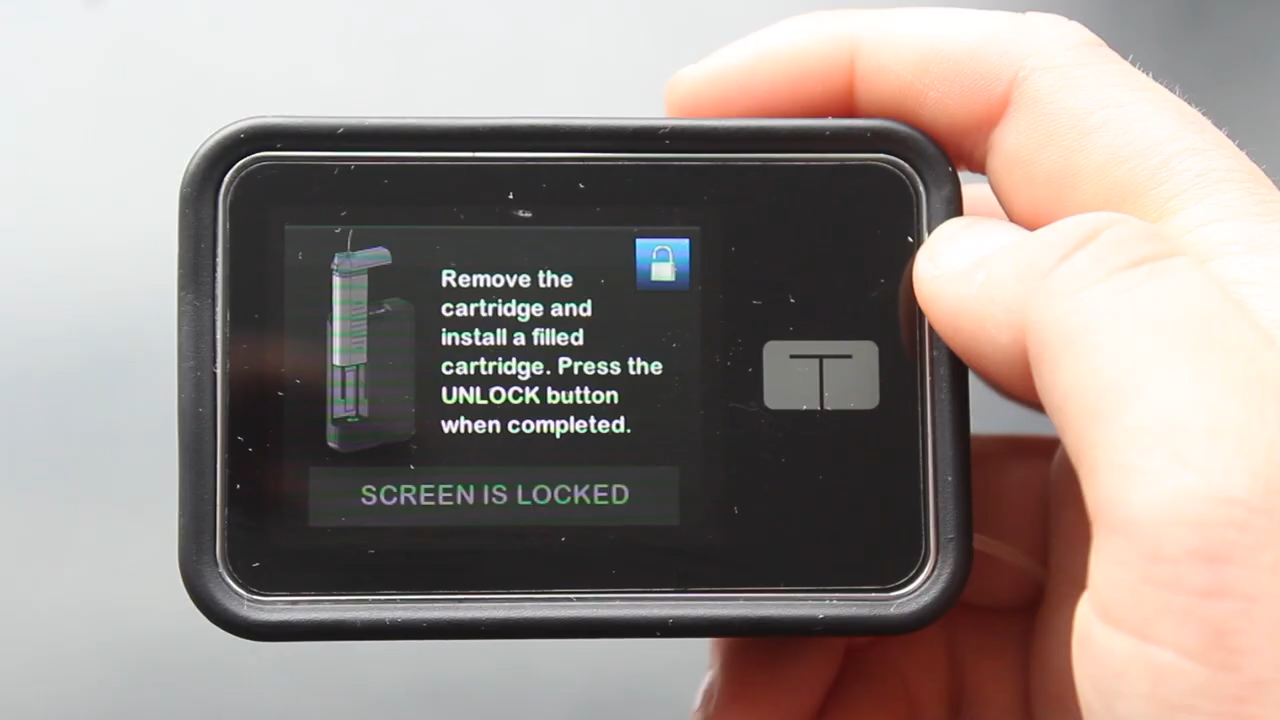 Remove the
cartridge and
install a filled
cartridge. Press the
UNLOCK button
when completed.
SCREEN IS LOCKED